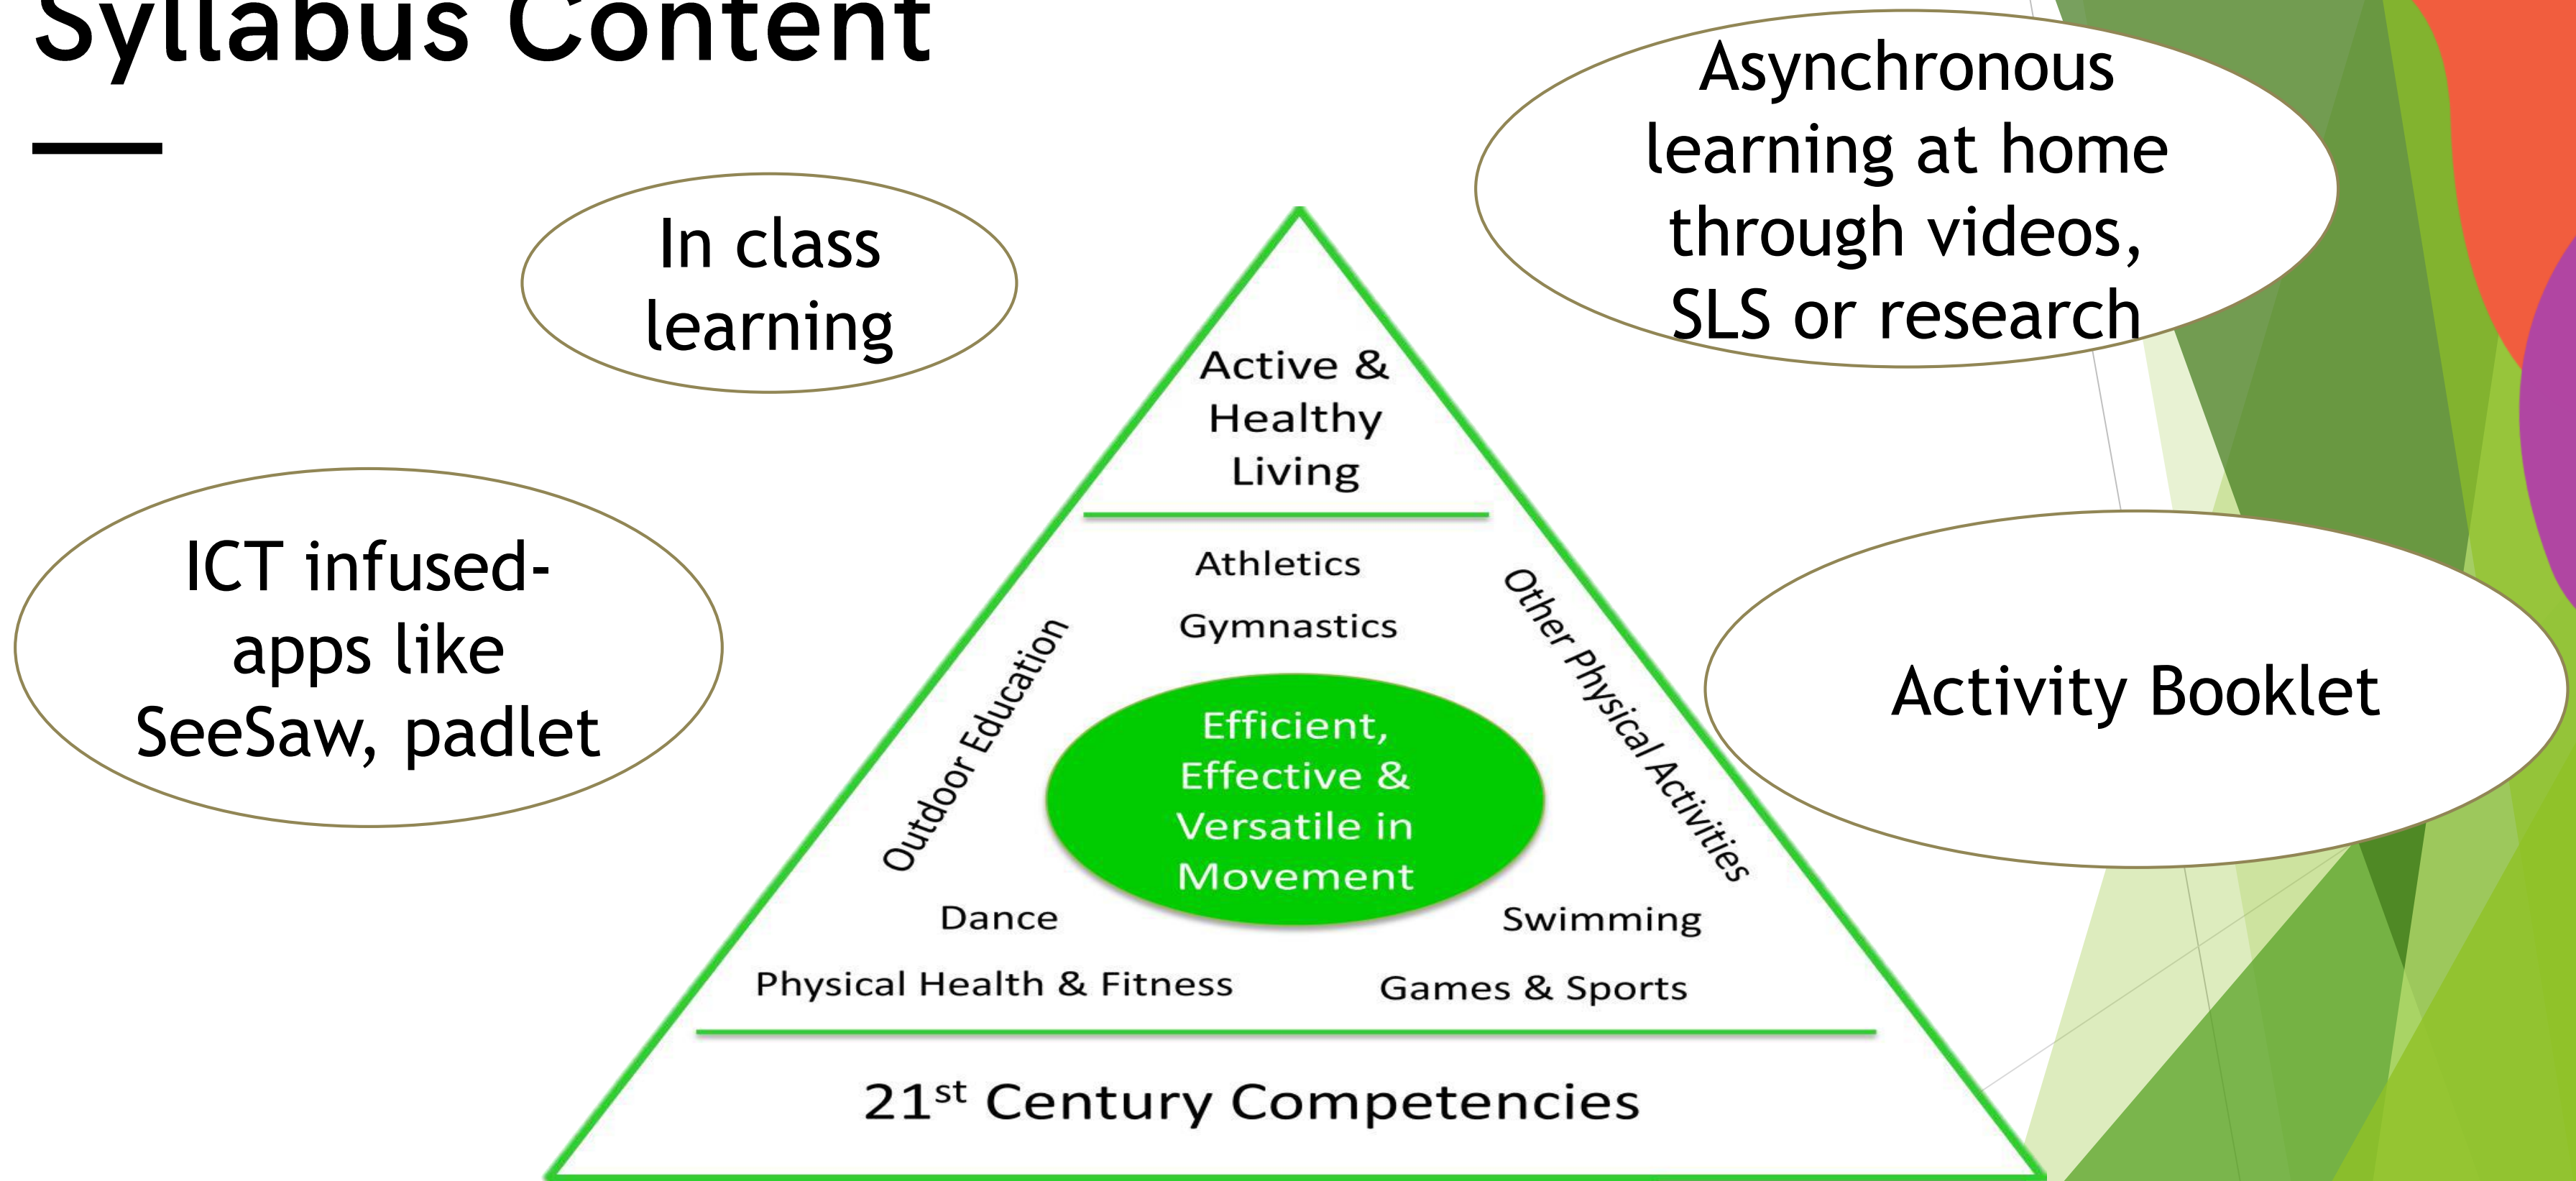 Syllabus Content
In class
learning
Asynchronous
learning at home
through videos,
SLS or research
ICT infused-
apps like
SeeSaw, padlet
Activity Booklet
Active &
Healthy
Living
Athletics
Gymnastics
Outdoor Education
Other Physical Activities
Efficient,
Effective &
Versatile in
Movement
Dance
Swimming
Physical Health & Fitness
Games & Sports
21st Century Competencies